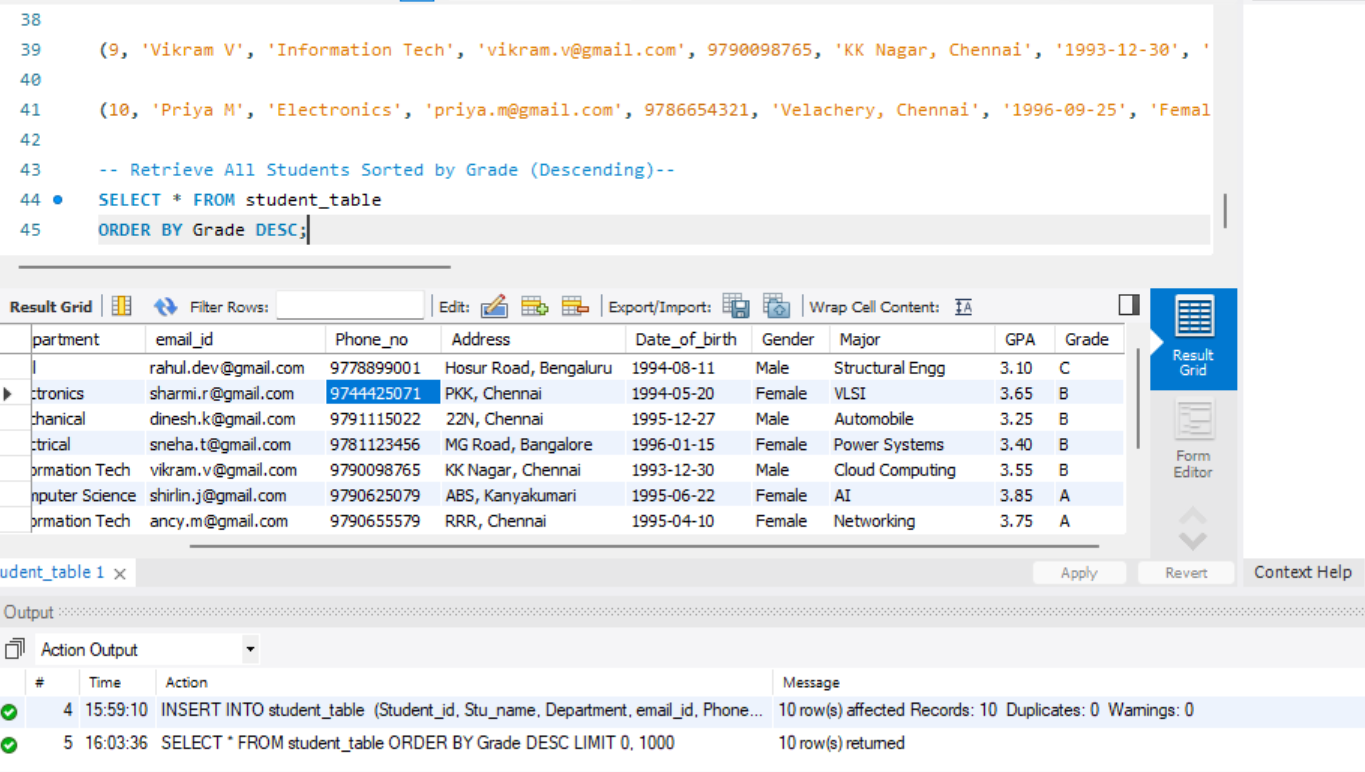 38
39 (9, 'Vikram V', 'Information Tech', 'vikram.v@gmail.com', 9790098765, 'KK Nagar, Chennai', '1993-12-30', '
40
41 (10, 'Priya M', 'Electronics', 'priya.m@gmail.com', 9786654321, 'Velachery, Chennai', '1996-09-25', 'Femal
42
43 -- Retrieve All Students Sorted by Grade (Descending)--
44 SELECT * FROM student_table
45 ORDER BY Grade DESC;
Result Grid Filter Rows: Edit: Export/Import: Wrap Cell Content: IA
partment email_id Phone_no Address Date_of_birth Gender Major GPA Grade
l rahul.dev@gmail.com 9778899001 Hosur Road, Bengaluru 1994-08-11 Male Structural Engg 3.10 C
ctronics sharmi.r@gmail.com 9744425071 PKK, Chennai 1994-05-20 Female VLSI 3.65 B
chanical dinesh.k@gmail.com 9791115022 22N, Chennai 1995-12-27 Male Automobile 3.25 B
ctrical sneha.t@gmail.com 9781123456 MG Road, Bangalore 1996-01-15 Female Power Systems 3.40 B
ormation Tech vikram.v@gmail.com 9790098765 KK Nagar, Chennai 1993-12-30 Male Cloud Computing 3.55 B
mputer Science shirlin.j@gmail.com 9790625079 ABS, Kanyakumari 1995-06-22 Female AI 3.85 A
ormation Tech ancy.m@gmail.com 9790655579 RRR, Chennai 1995-04-10 Female Networking 3.75 A
Result
Grid
Form
Editor
udent_table 1 Apply Revert Context Help
Output
Action Output
# Time Action Message
4 15:59:10 INSERT INTO student_table (Student_id, Stu_name, Department, email_id, Phone... 10 row(s) affected Records: 10 Duplicates: 0 Warnings: 0
5 16:03:36 SELECT * FROM student_table ORDER BY Grade DESC LIMIT 0, 1000 10 row(s) returned